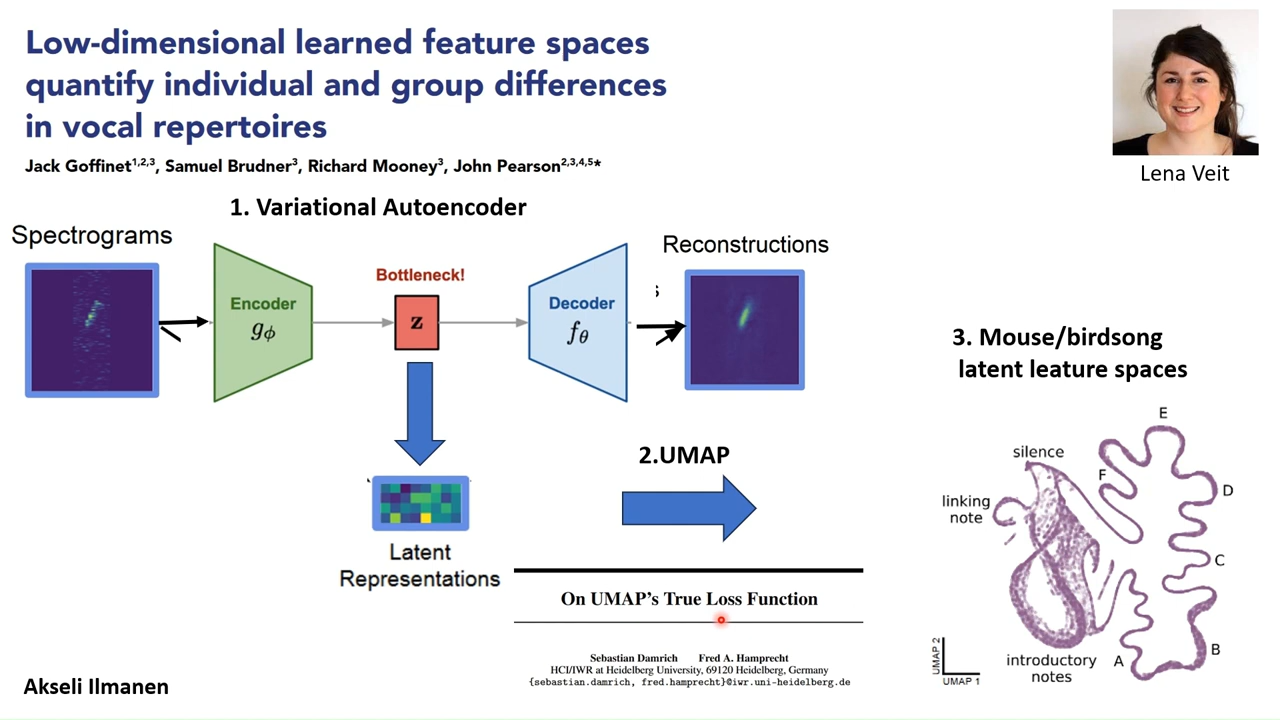 Low-dimensional learned feature spaces
quantify individual and group differences
in vocal repertoires
Jack Goffinet1,2,3, Samuel Brudner3, Richard Mooney3, John Pearson2,3,4,5*
Lena Veit
1. Variational Autoencoder
Spectrograms
Encoder
gϕ
Bottleneck!
z
Decoder
fθ
s
Reconstructions
Latent
Representations
2.UMAP
On UMAP's True Loss Function
Sebastian Damrich Fred A. Hamprecht
HCI/IWR at Heidelberg University, 69120 Heidelberg, Germany
{sebastian.damrich, fred.hamprecht}@iwr.uni-heidelberg.de
3. Mouse/birdsong
latent leature spaces
E
silence
F
D
linking
note
C
B
A
introductory
notes
UMAP 2
UMAP 1
Akseli Ilmanen